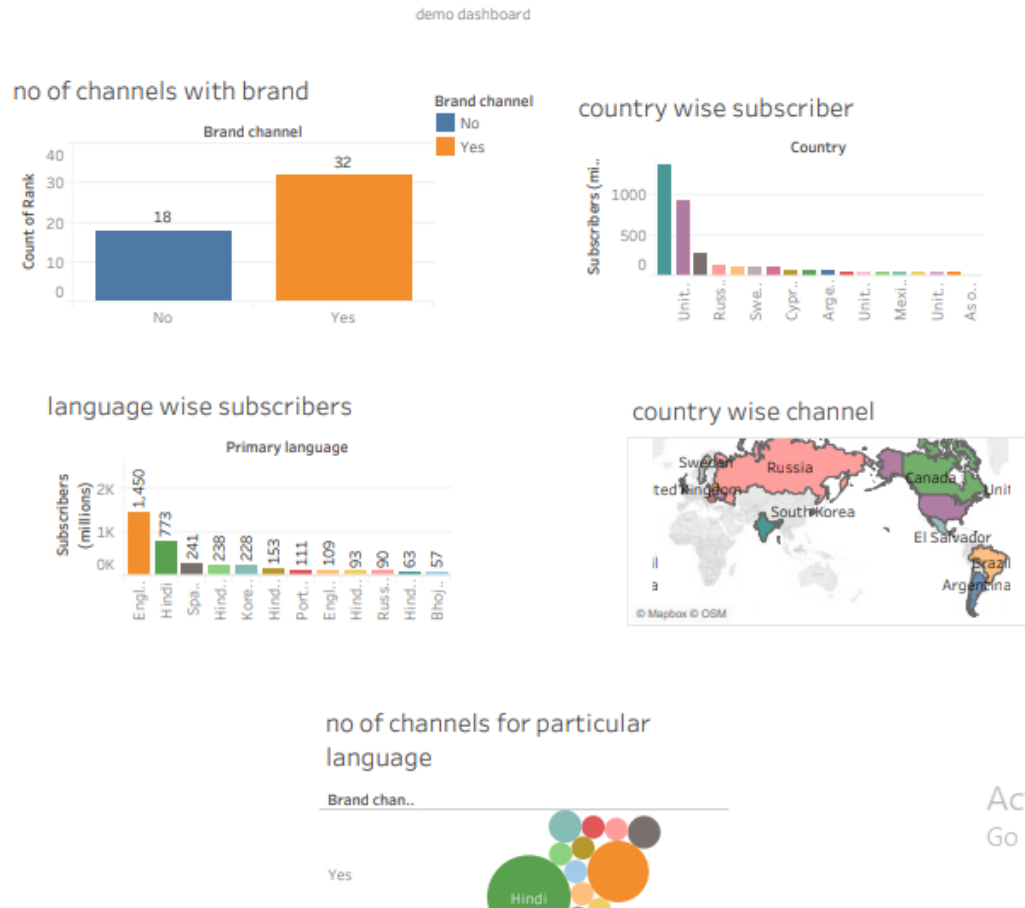 demo dashboard
no of channels with brand
Brand channel
No
Yes
Brand channel
Count of Rank
40
30
20
10
0
18
32
No
Yes
country wise subscriber
Country
Subscribers (mi..
1000
500
0
Unit..
Russ..
Swe..
Cypr..
Arge..
Unit..
Mexi..
Unit..
As o..
language wise subscribers
Primary language
Subscribers
(millions)
2K
1K
0K
1,450
773
241
238
228
153
111
109
93
90
63
57
Engl..
Hindi
Spa..
Hind..
Kore..
Hind..
Port..
Engl..
Hind..
Russ..
Hind..
Bhoj..
country wise channel
Sweden
Russia
Canada
ted Kingdom
Unit
South Korea
El Salvador
il
Brazil
a
Argentina
© Mapbox © OSM
no of channels for particular
language
Brand chan..
Yes
Hindi
Ac
Go